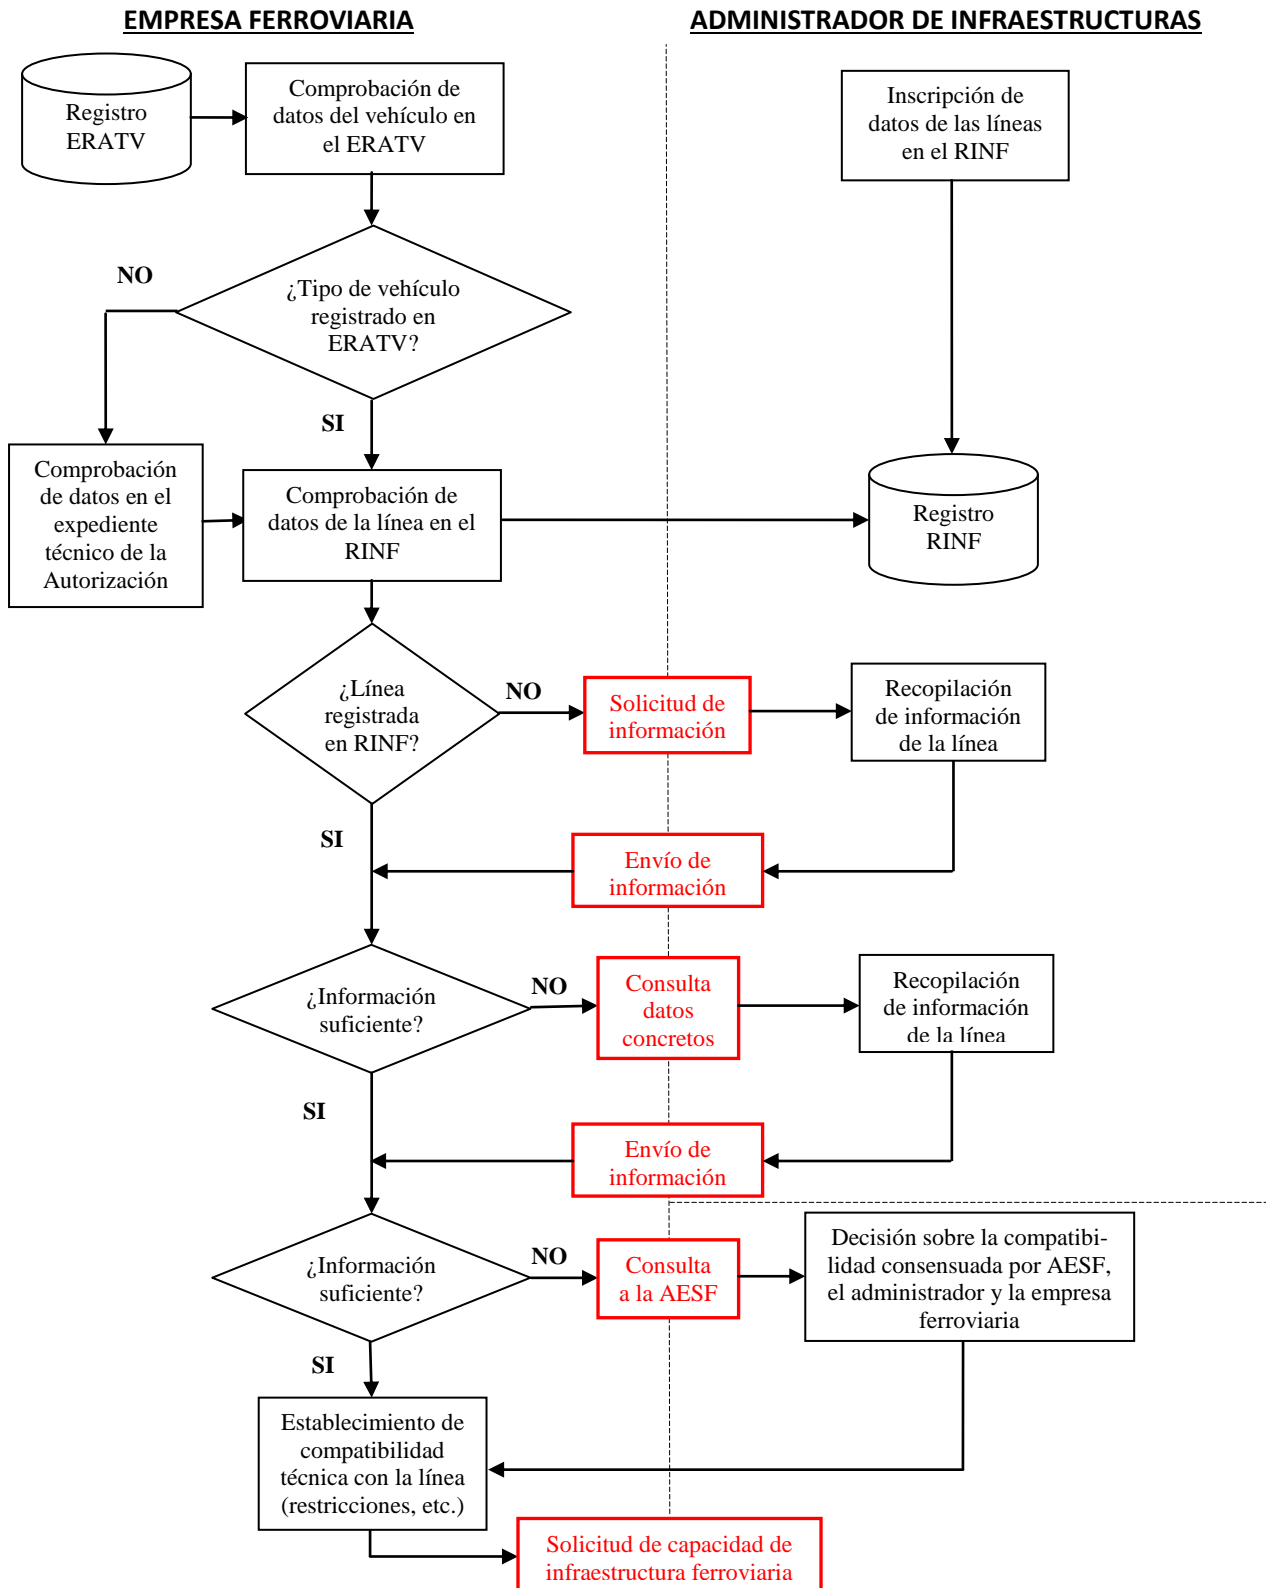 EMPRESA FERROVIARIA
ADMINISTRADOR DE INFRAESTRUCTURAS
Registro
ERATV
Comprobación de
datos del vehículo en
el ERATV
Inscripción de
datos de las líneas
en el RINF
NO
¿Tipo de vehículo
registrado en
ERATV?
SI
Comprobación
de datos en el
expediente
técnico de la
Autorización
Comprobación de
datos de la línea en el
RINF
Registro
RINF
¿Línea
registrada
en RINF?
NO
Solicitud de
información
Recopilación
de información
de la línea
SI
Envío de
información
¿Información
suficiente?
NO
Consulta
datos
concretos
Recopilación
de información
de la línea
SI
Envío de
información
¿Información
suficiente?
NO
Consulta
a la AESF
Decisión sobre la compatibi-
lidad consensuada por AESF,
el administrador y la empresa
ferroviaria
SI
Establecimiento de
compatibilidad
técnica con la línea
(restricciones, etc.)
Solicitud de capacidad de
infraestructura ferroviaria